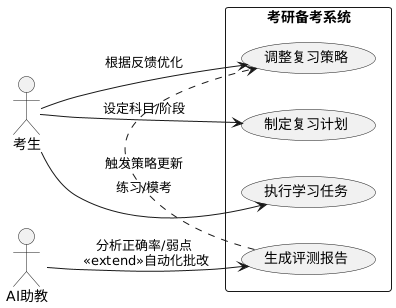 考研备考系统
调整复习策略
根据反馈优化
设定科目/阶段
制定复习计划
考生
触发策略更新
练习/模考
执行学习任务
分析正确率/弱点
«extend»自动化批改
生成评测报告
AI助教